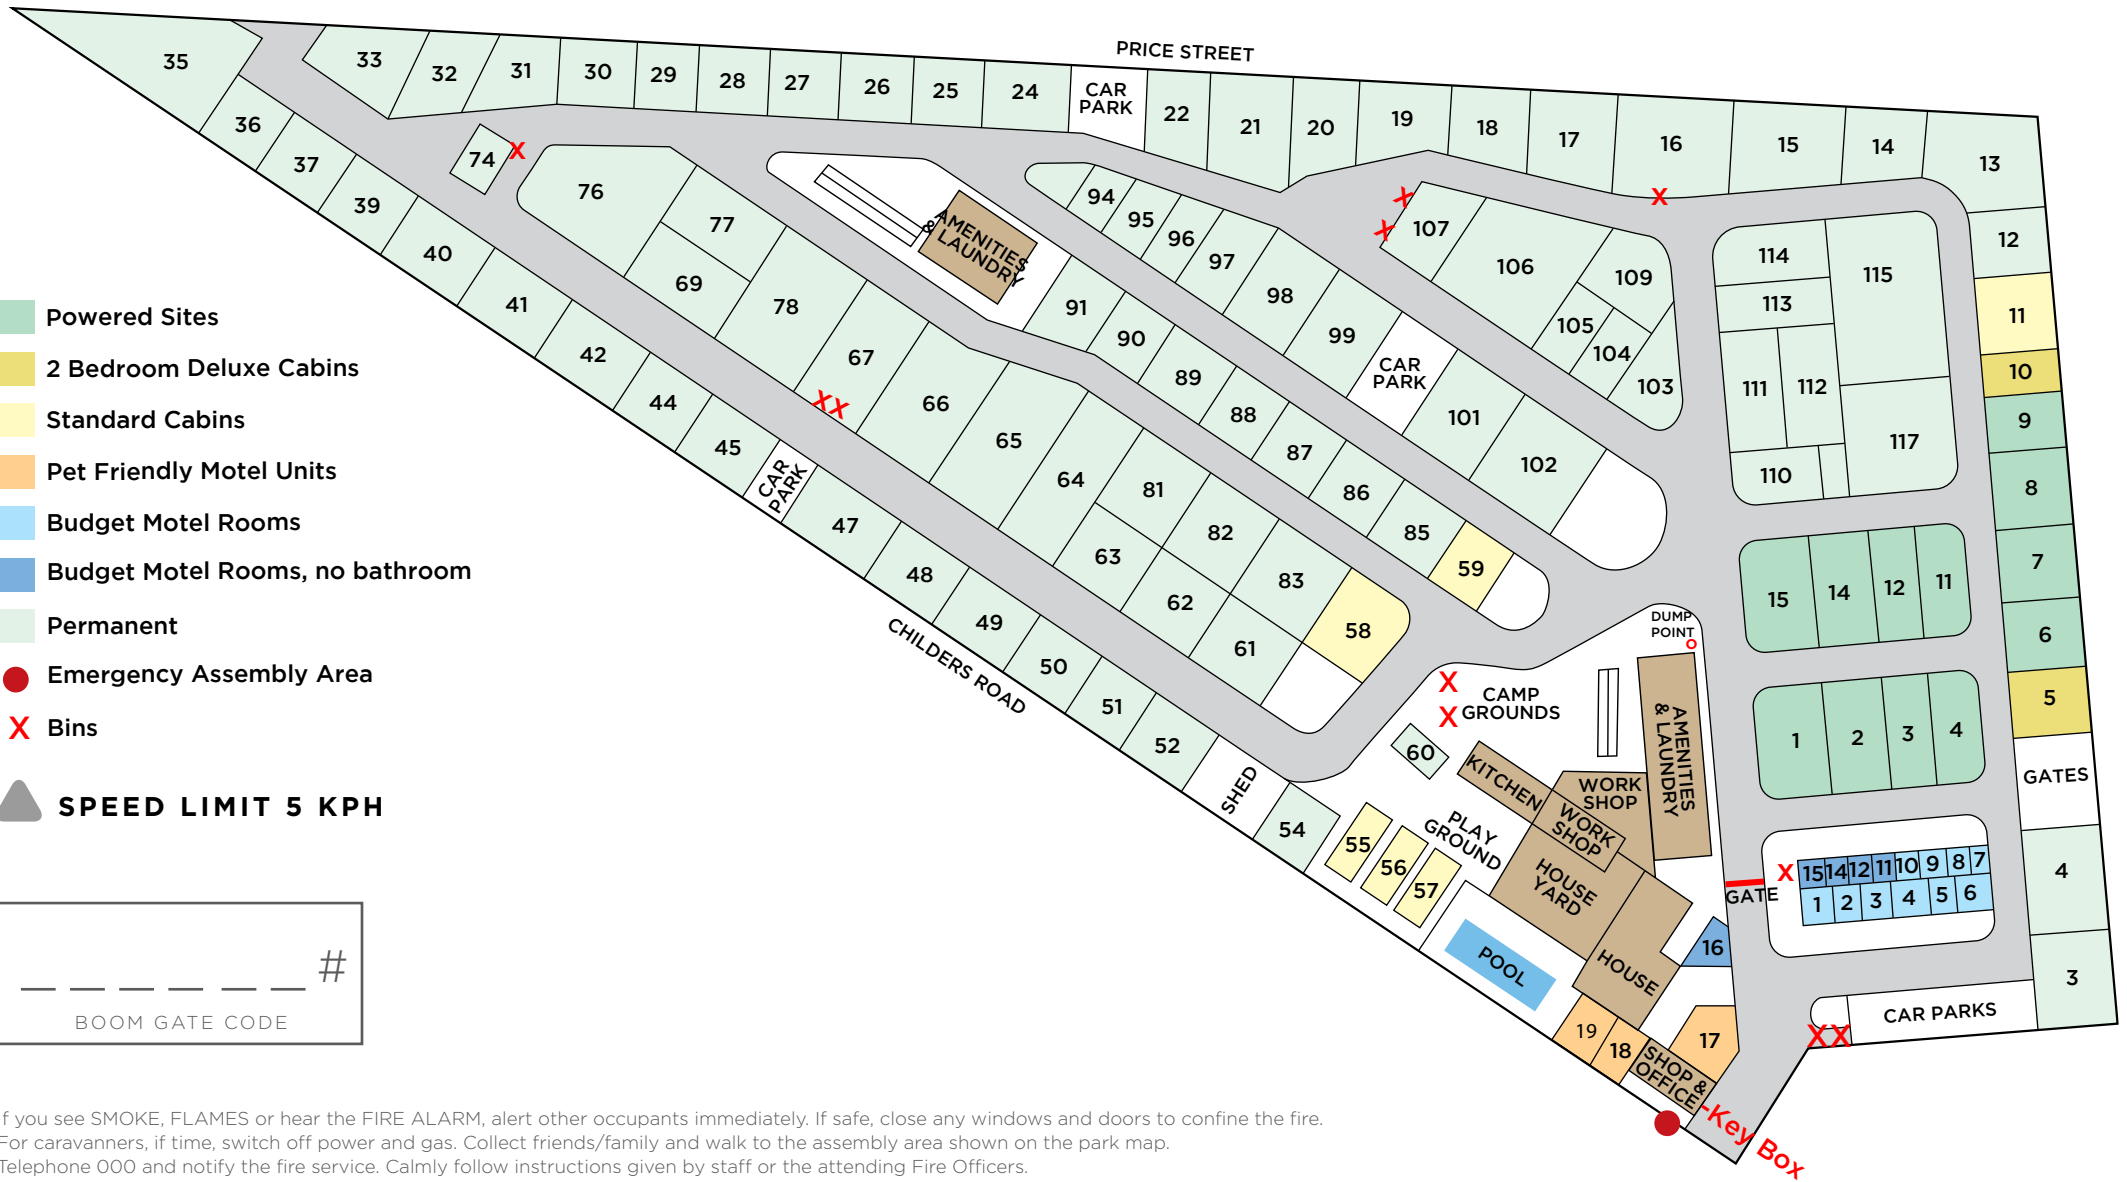 PRICE STREET
35
33
32
31
30
29
28
27
26
25
24
CAR
PARK
22
21
20
19
18
17
16
15
14
13
36
37
39
40
41
42
44
45
CAR
PARK
47
48
49
50
51
52
SHED
54
74
X
76
77
69
78
67
XX
66
65
64
63
62
61
81
82
83
58
AMENITIES
& LAUNDRY
91
90
89
88
87
86
85
59
94
95
96
97
98
99
CAR
PARK
101
102
X
X
107
106
109
105
104
103
X
114
113
115
111
112
110
117
12
11
10
9
8
7
6
5
GATES
4
3
15
14
12
11
1
2
3
4
Powered Sites
2 Bedroom Deluxe Cabins
Standard Cabins
Pet Friendly Motel Units
Budget Motel Rooms
Budget Motel Rooms, no bathroom
Permanent
Emergency Assembly Area
X Bins
SPEED LIMIT 5 KPH
CHILDERS ROAD
DUMP
POINT
X
X
CAMP
GROUNDS
60
KITCHEN
WORK
SHOP
WORK
SHOP
AMENITIES
& LAUNDRY
PLAY
GROUND
55
56
57
HOUSE
YARD
HOUSE
POOL
16
17
18
19
SHOP &
OFFICE
X
15 14 12 11 10 9 8 7
1 2 3 4 5 6
GATE
CAR PARKS
XX
-Key Box
_ _ _ _ _ _ #
BOOM GATE CODE
f you see SMOKE, FLAMES or hear the FIRE ALARM, alert other occupants immediately. If safe, close any windows and doors to confine the fire.
For caravanners, if time, switch off power and gas. Collect friends/family and walk to the assembly area shown on the park map.
Telephone 000 and notify the fire service. Calmly follow instructions given by staff or the attending Fire Officers.